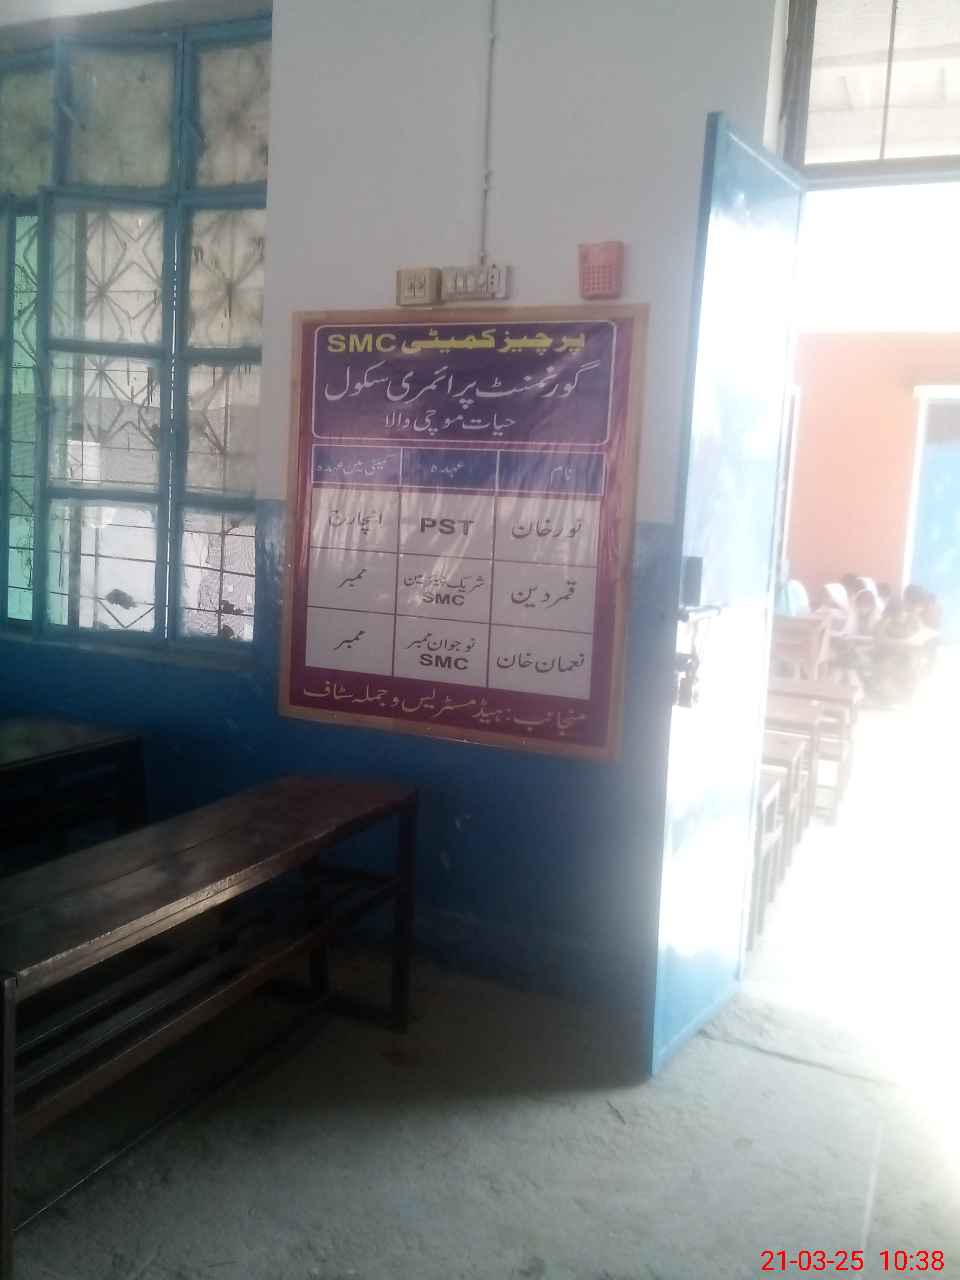 پرچیز کمیٹی SMC
گورنمنٹ پرائمری سکول
حیات موچی والا
نام عہدہ کمیٹی میں عہدہ
نور خان PST انچارج
قمر دین شریک چیئرمین SMC ممبر
نعمان خان نوجوان ممبر SMC ممبر
منجانب: ہیڈ مسٹریس و جملہ سٹاف
21-03-25 10:38